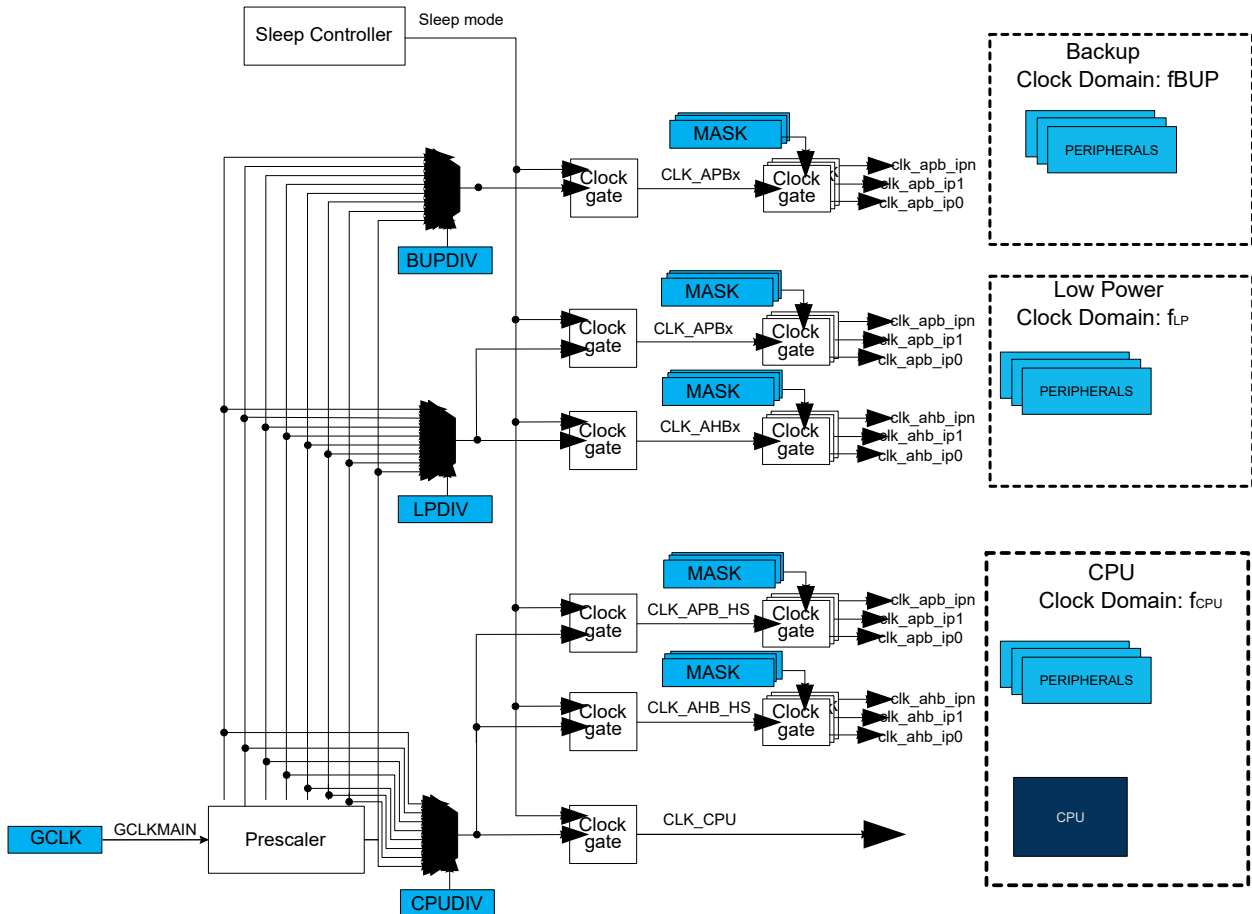 Sleep Controller
Sleep mode
Backup
Clock Domain: fBUP
PERIPHERALS
MASK
Clock
gate
CLK_APBx
Clock
gate
clk_apb_ipn
clk_apb_ip1
clk_apb_ip0
BUPDIV
Low Power
Clock Domain: fLP
PERIPHERALS
MASK
Clock
gate
CLK_APBx
Clock
gate
clk_apb_ipn
clk_apb_ip1
clk_apb_ip0
MASK
Clock
gate
CLK_AHBx
Clock
gate
clk_ahb_ipn
clk_ahb_ip1
clk_ahb_ip0
LPDIV
CPU
Clock Domain: fCPU
PERIPHERALS
CPU
MASK
Clock
gate
CLK_APB_HS
Clock
gate
clk_apb_ipn
clk_apb_ip1
clk_apb_ip0
MASK
Clock
gate
CLK_AHB_HS
Clock
gate
clk_ahb_ipn
clk_ahb_ip1
clk_ahb_ip0
GCLK
GCLKMAIN
Prescaler
Clock
gate
CLK_CPU
CPUDIV